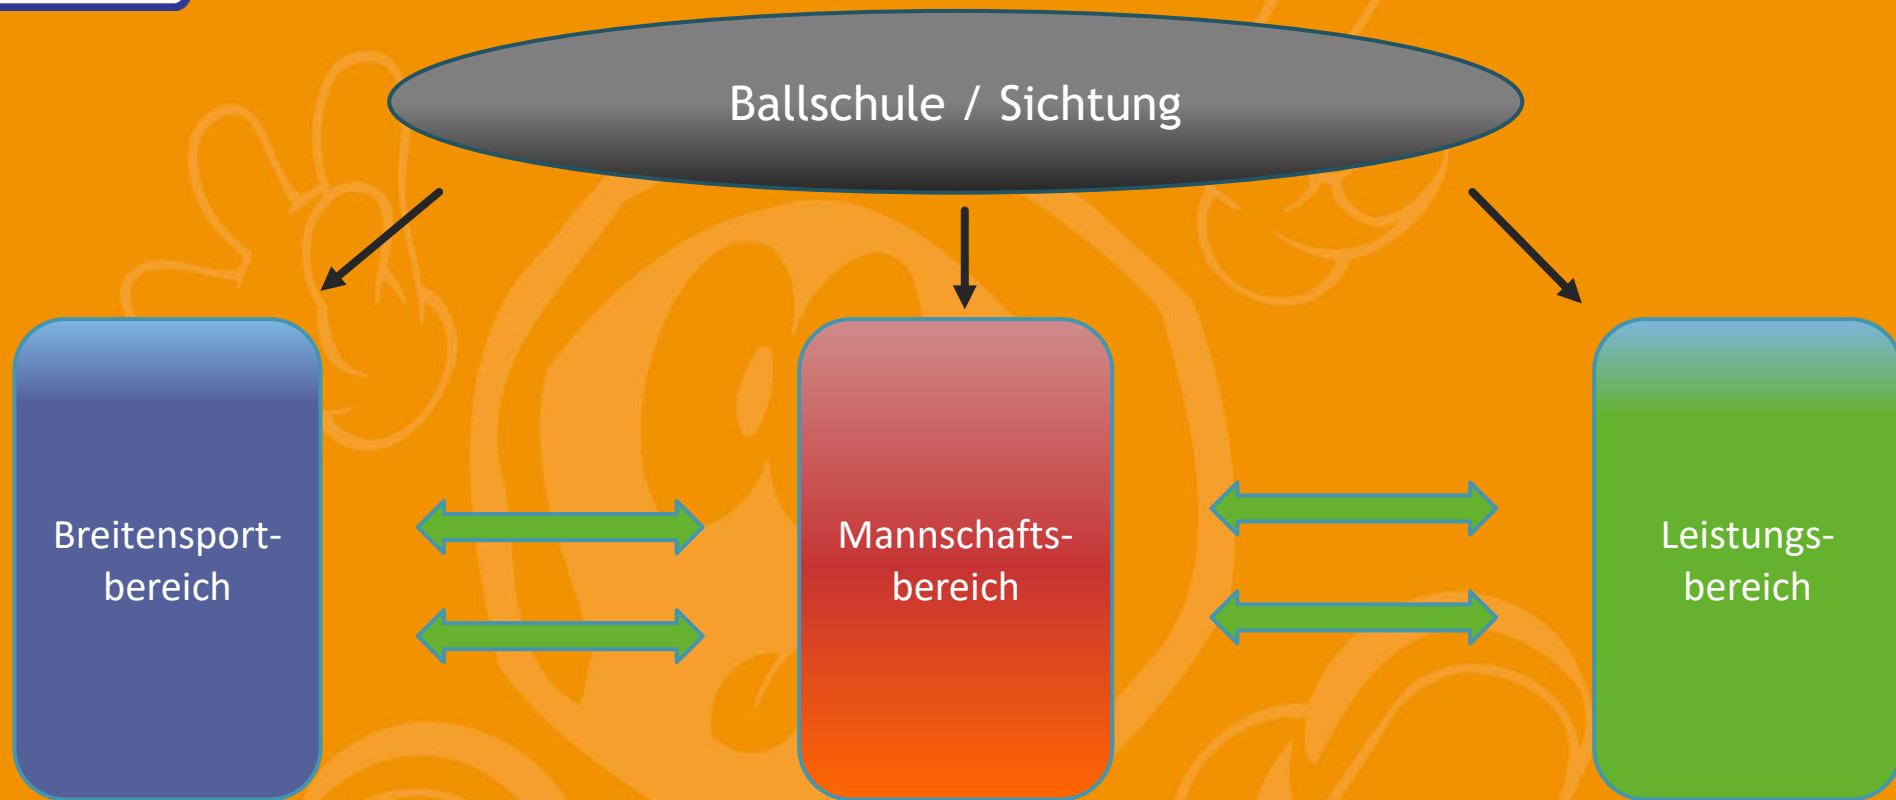 Ballschule / Sichtung
Breitensport-
bereich
Mannschafts-
bereich
Leistungs-
bereich